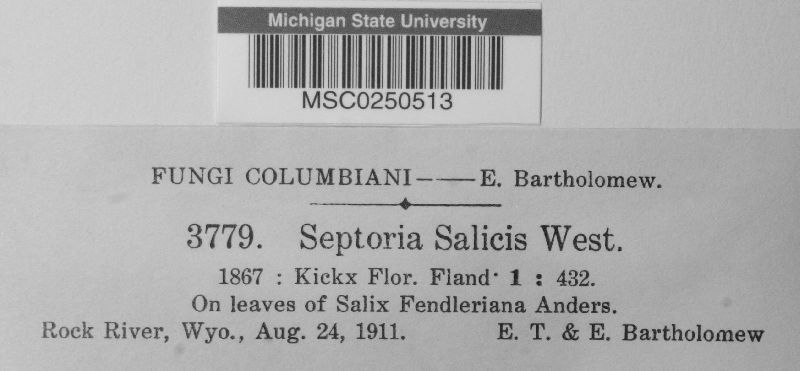 Michigan State University
MSC0250513
FUNGI COLUMBIANI——E. Bartholomew.
3779. Septoria Salicis West.
1867 : Kickx Flor. Fland· 1 : 432.
On leaves of Salix Fendleriana Anders.
Rock River, Wyo., Aug. 24, 1911. E. T. & E. Bartholomew